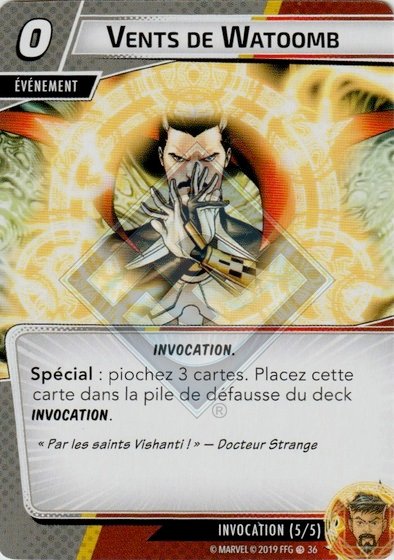 0
VENTS DE WATOOMB
ÉVÉNEMENT
INVOCATION.
Spécial : piochez 3 cartes. Placez cette
carte dans la pile de défausse du deck
INVOCATION.
®
« Par les saints Vishanti ! » — Docteur Strange
INVOCATION (5/5)
© MARVEL © 2019 FFG 36